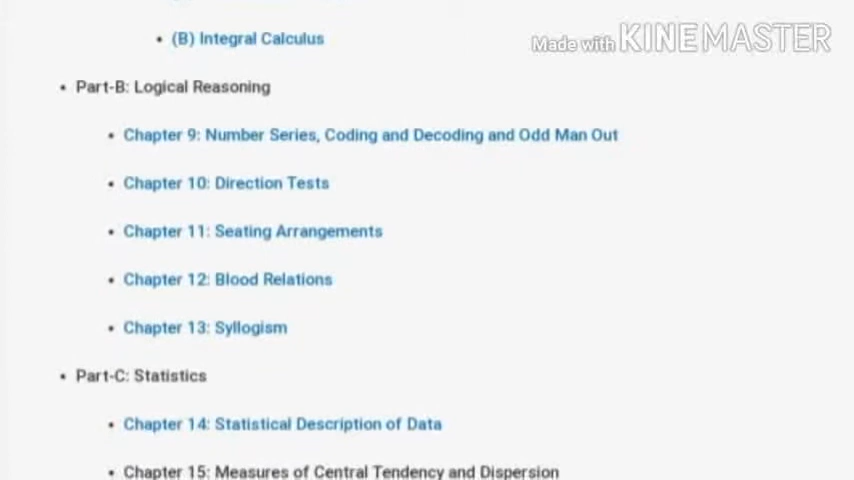 (B) Integral Calculus
Made with KINEMASTER
Part-B: Logical Reasoning
Chapter 9: Number Series, Coding and Decoding and Odd Man Out
Chapter 10: Direction Tests
Chapter 11: Seating Arrangements
Chapter 12: Blood Relations
Chapter 13: Syllogism
Part-C: Statistics
Chapter 14: Statistical Description of Data
Chapter 15: Measures of Central Tendency and Dispersion